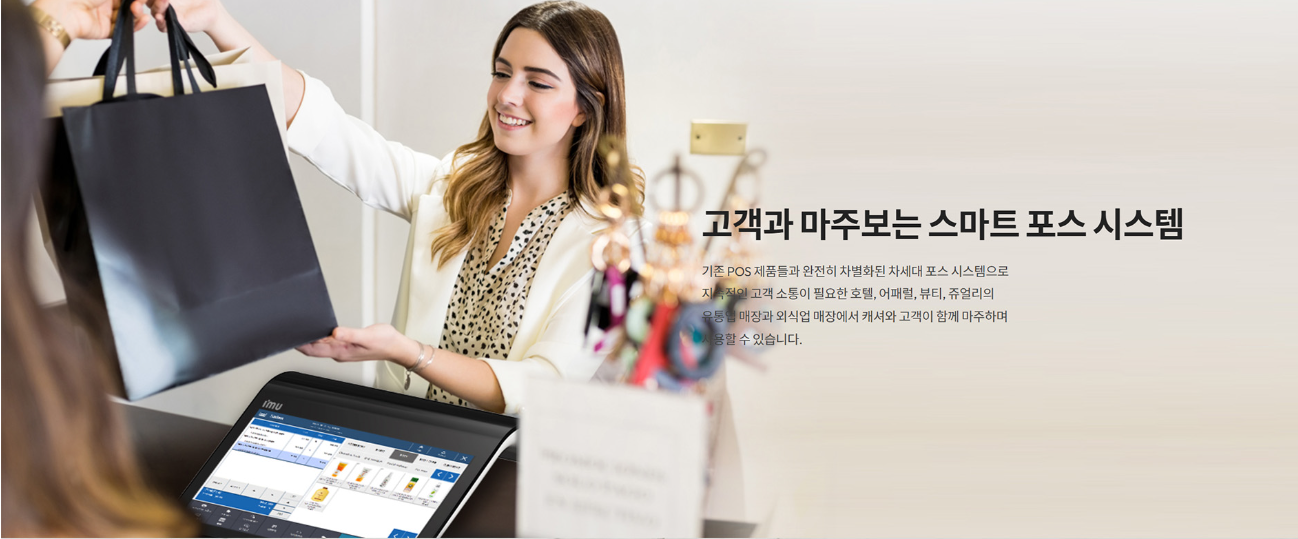 고객과 마주보는 스마트 포스 시스템
기존 POS 제품들과 완전히 차별화된 차세대 포스 시스템으로
지속적인 고객 소통이 필요한 호텔, 어패럴, 뷰티, 쥬얼리의
유통업 매장과 외식업 매장에서 캐셔와 고객이 함께 마주하며
사용할 수 있습니다.
imu